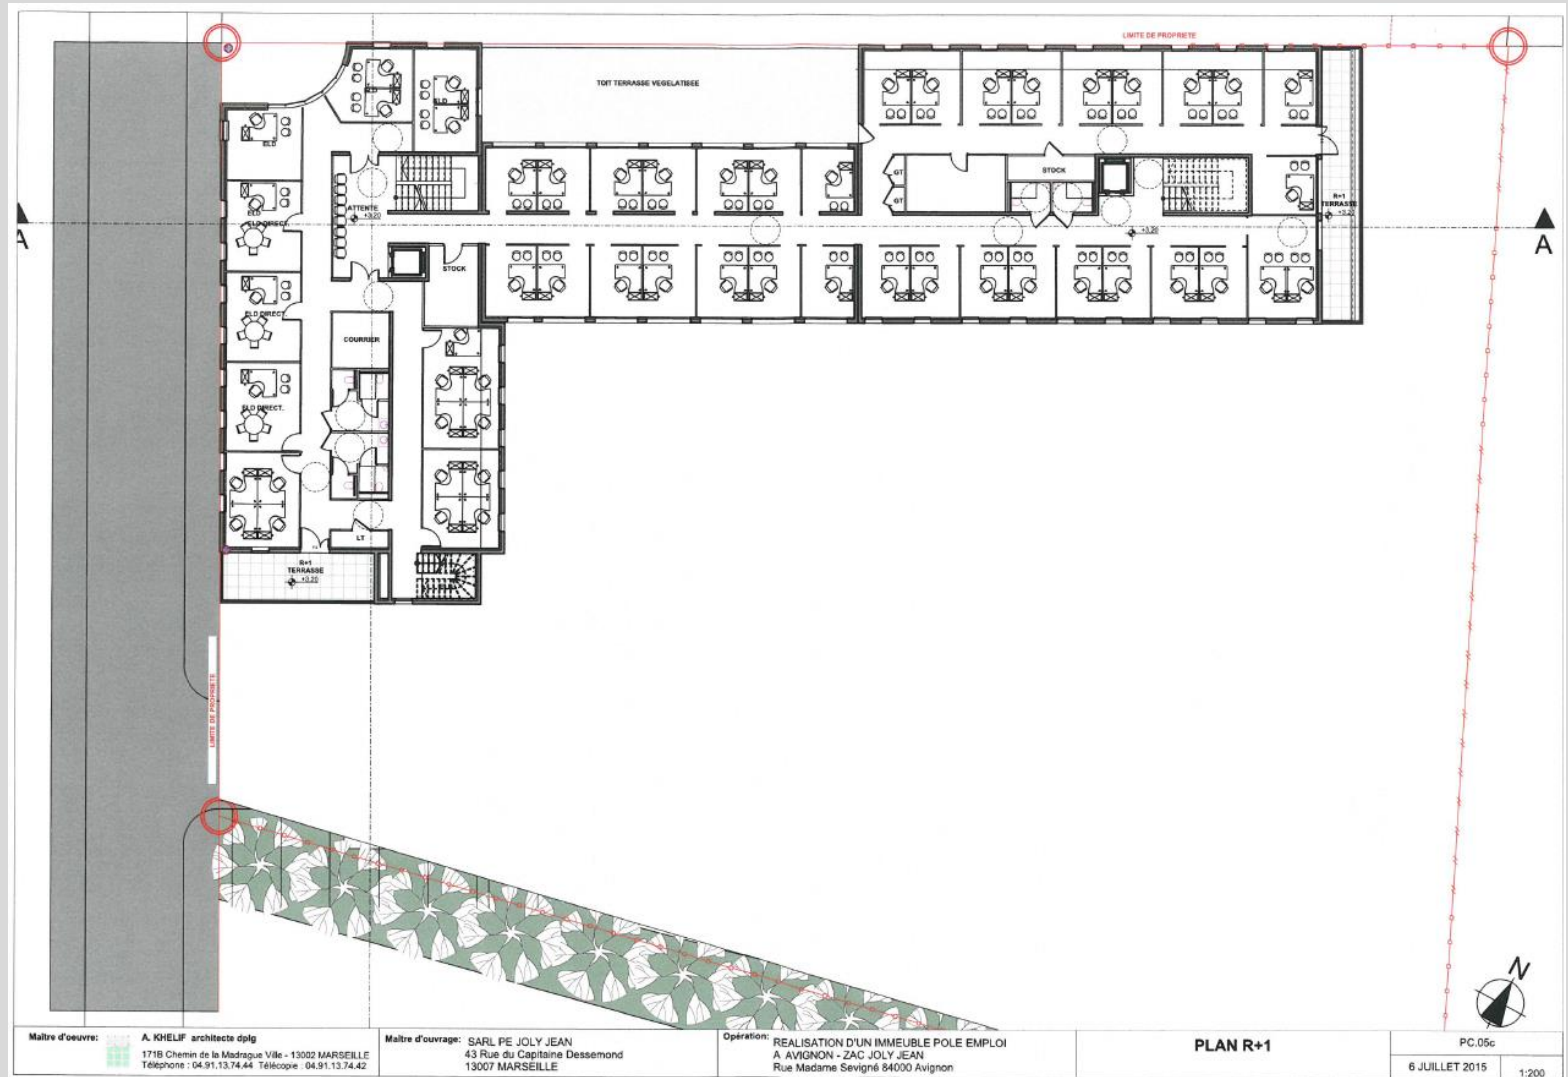 LIMITE DE PROPRIETE
TOIT TERRASSE VEGELATISEE
ELD
ELD
ELD
ELD DIRECT.
ATTENTE
+3.20
STOCK
GT
GT
STOCK
R+1
TERRASSE
+3.20
+3.20
A
A
ELD DIRECT.
COURRIER
ELD DIRECT.
LT
R+1
TERRASSE
+3.20
LIMITE DE PROPRIETE
N
Maître d'oeuvre:
A. KHELIF architecte dplg
171B Chemin de la Madrague Ville - 13002 MARSEILLE
Téléphone : 04.91.13.74.44 Télécopie : 04.91.13.74.42
Maître d'ouvrage: SARL PE JOLY JEAN
43 Rue du Capitaine Dessemond
13007 MARSEILLE
Opération:
REALISATION D'UN IMMEUBLE POLE EMPLOI
A AVIGNON - ZAC JOLY JEAN
Rue Madame Sevigné 84000 Avignon
PLAN R+1
PC.05c
6 JUILLET 2015
1:200